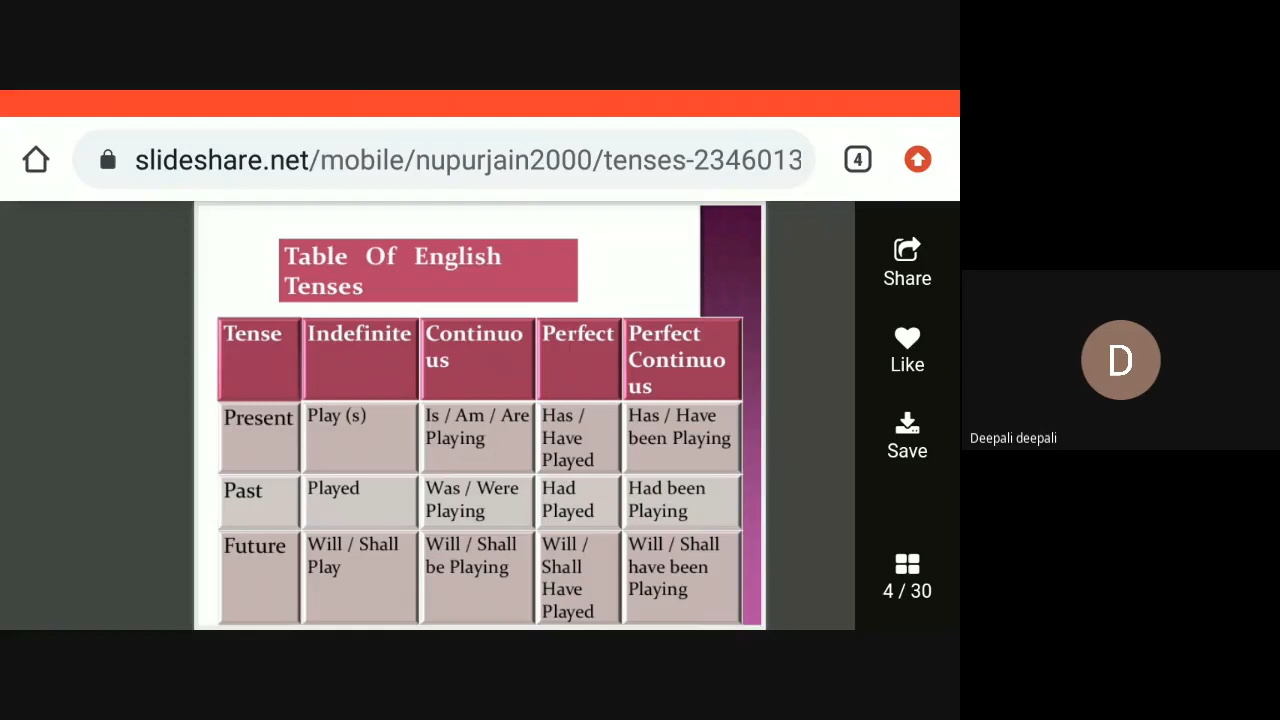 slideshare.net/mobile/nupurjain2000/tenses-2346013
4
Table Of English
Tenses
Tense
Indefinite
Continuo
us
Perfect
Perfect
Continuo
us
Present
Play (s)
Is / Am / Are
Playing
Has /
Have
Played
Has / Have
been Playing
Past
Played
Was / Were
Playing
Had
Played
Had been
Playing
Future
Will / Shall
Play
Will / Shall
be Playing
Will /
Shall
Have
Played
Will / Shall
have been
Playing
Share
Like
Save
4 / 30
D
Deepali deepali